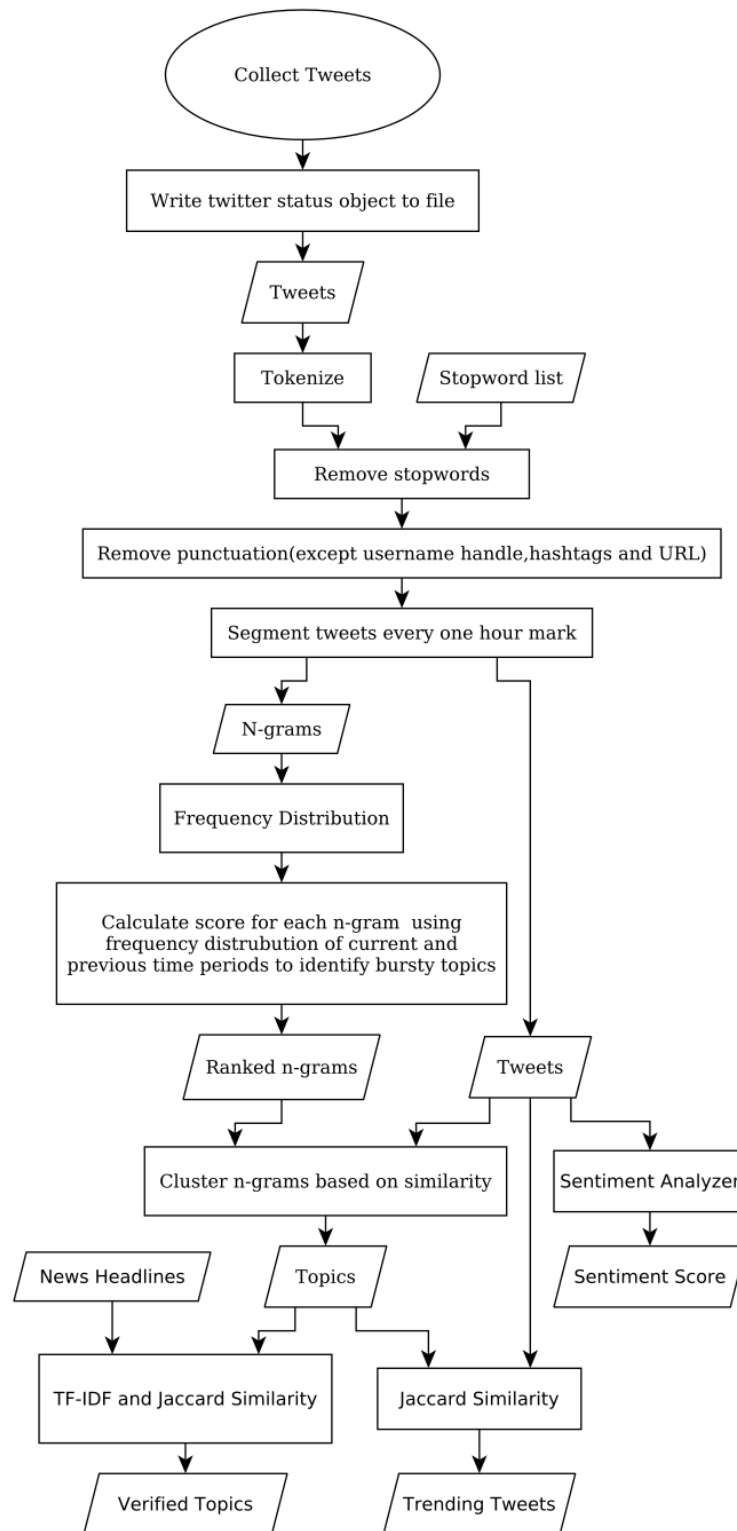 Collect Tweets
Write twitter status object to file
Tweets
Tokenize
Stopword list
Remove stopwords
Remove punctuation(except username handle,hashtags and URL)
Segment tweets every one hour mark
N-grams
Frequency Distribution
Calculate score for each n-gram using
frequency distrubution of current and
previous time periods to identify bursty topics
Ranked n-grams
Tweets
Cluster n-grams based on similarity
Sentiment Analyzer
News Headlines
Topics
Sentiment Score
TF-IDF and Jaccard Similarity
Jaccard Similarity
Verified Topics
Trending Tweets